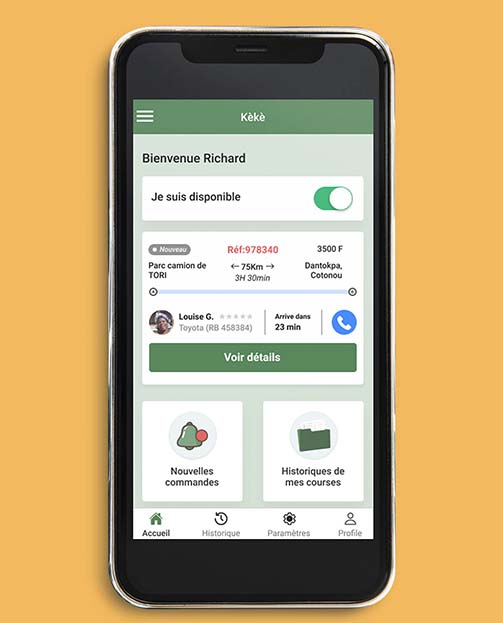 Kèkè
Bienvenue Richard
Je suis disponible
Nouveau
Réf:978340
3500 F
Parc camion de
TORI
75Km
3H 30min
Dantokpa,
Cotonou
Louise G.
Toyota (RB 458384)
Arrive dans
23 min
Voir détails
Nouvelles
commandes
Historiques de
mes courses
Accueil
Historique
Paramètres
Profile